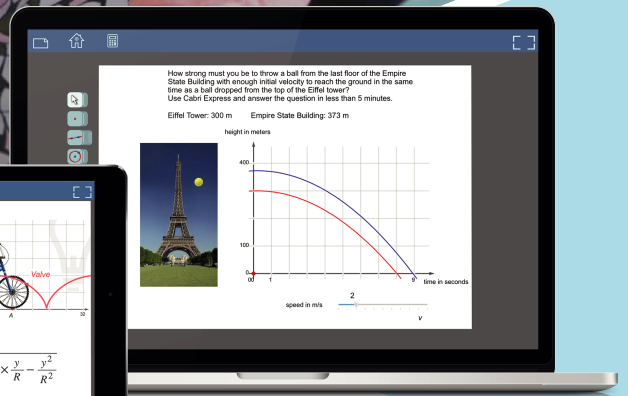 How strong must you be to throw a ball from the last floor of the Empire
State Building with enough initial velocity to reach the ground in the same
time as a ball dropped from the top of the Eiffel tower?
Use Cabri Express and answer the question in less than 5 minutes.
Eiffel Tower: 300 m Empire State Building: 373 m
height in meters
400
100
0
00 1 9 time in seconds
2
speed in m/s
v
Valve
A 32
× y/R − y²/R²